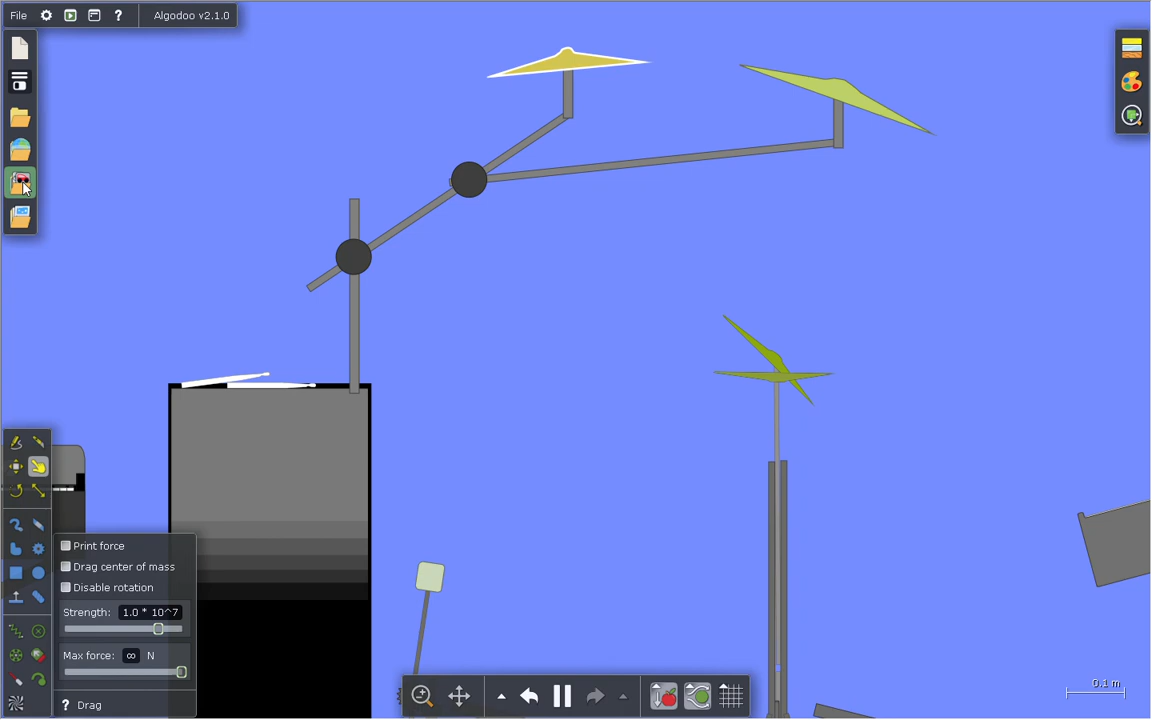 File ? Algodoo v2.1.0
Print force
Drag center of mass
Disable rotation
Strength: 1.0 * 10^7
Max force: ∞ N
? Drag
0.1 m